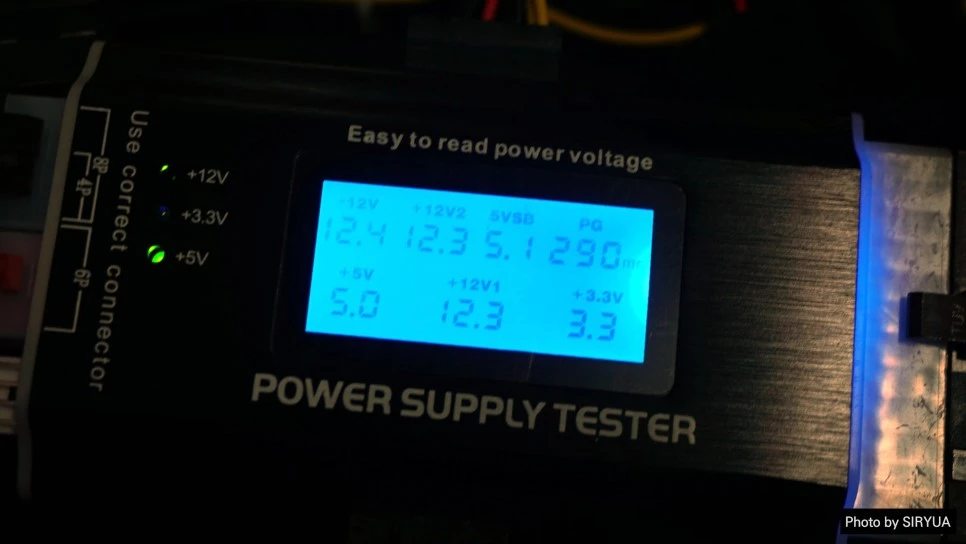 Easy to read power voltage
-12V +12V2 5VSB PG
12.4 12.3 5.1 290ms
+5V +12V1 +3.3V
5.0 12.3 3.3
POWER SUPPLY TESTER
+12V
+3.3V
+5V
Use correct connector
8P
4P
6P
Photo by SIRYUA